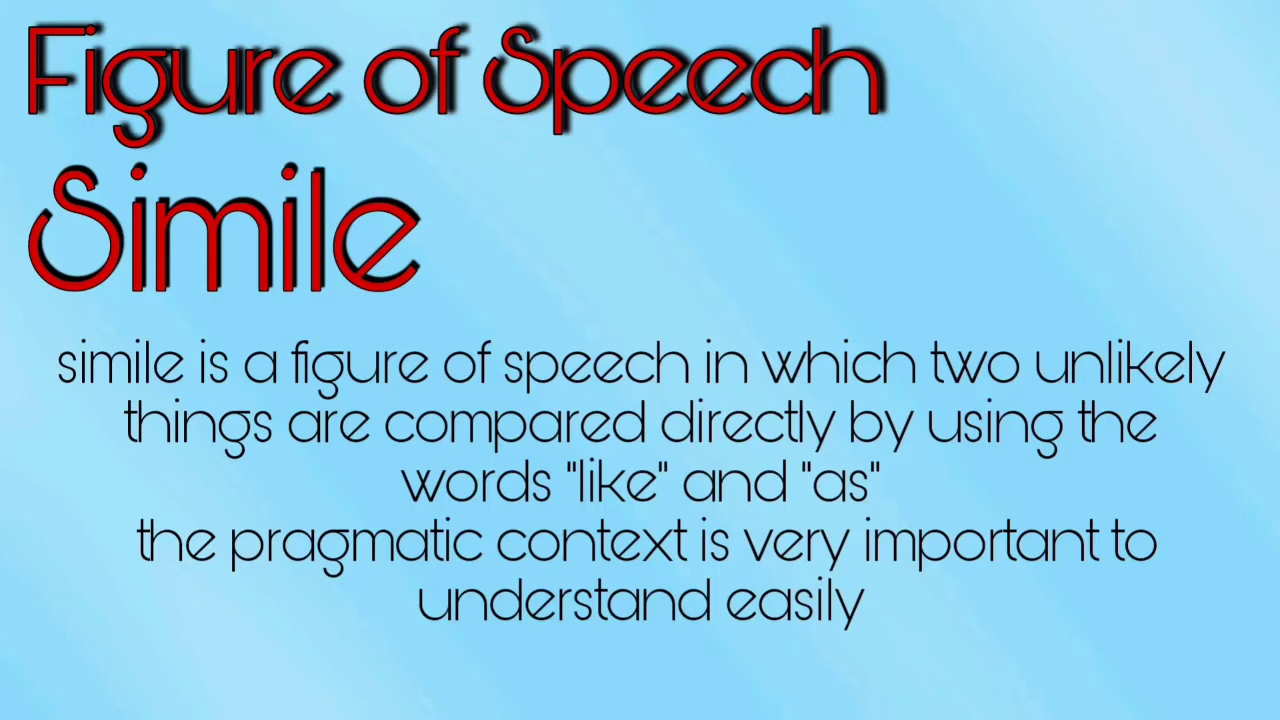 Figure of Speech
Simile
simile is a figure of speech in which two unlikely
things are compared directly by using the
words "like" and "as"
the pragmatic context is very important to
understand easily